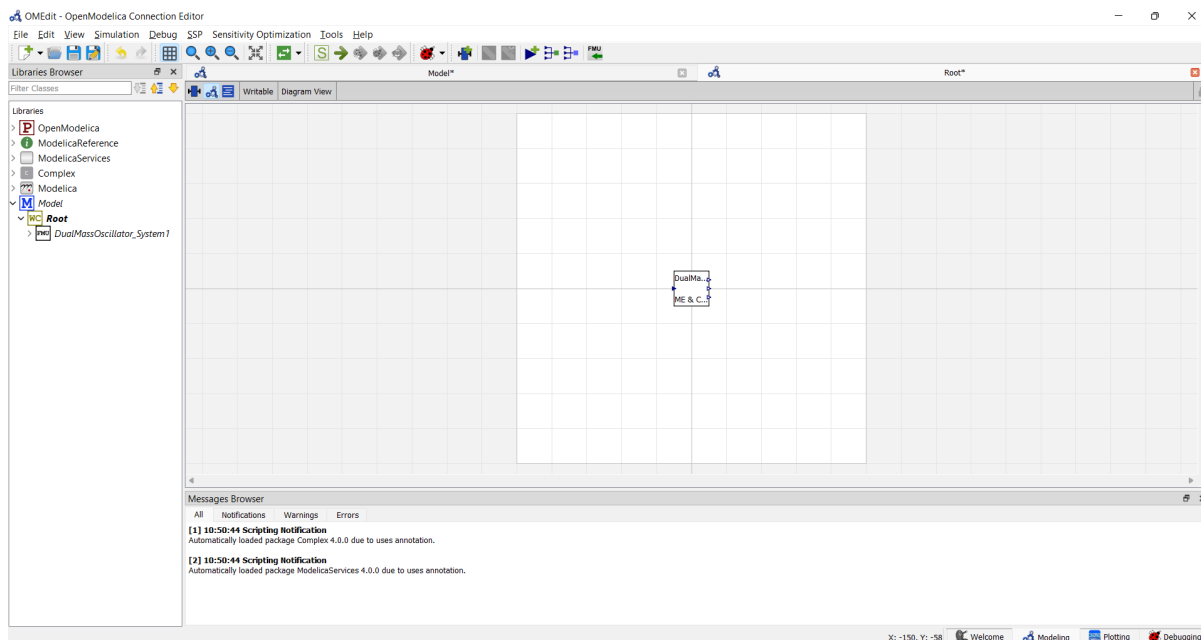 OMEdit - OpenModelica Connection Editor
File Edit View Simulation Debug SSP Sensitivity Optimization Tools Help
S FMU
Libraries Browser
Model*
Root*
Filter Classes
Writable Diagram View
Libraries
P OpenModelica
i ModelicaReference
ModelicaServices
C Complex
Modelica
M Model
WC Root
FMU DualMassOscillator_System1
DualMa...
ME & C...
Messages Browser
All Notifications Warnings Errors
[1] 10:50:44 Scripting Notification
Automatically loaded package Complex 4.0.0 due to uses annotation.
[2] 10:50:44 Scripting Notification
Automatically loaded package ModelicaServices 4.0.0 due to uses annotation.
X: -150, Y: -58 Welcome Modeling Plotting Debugging